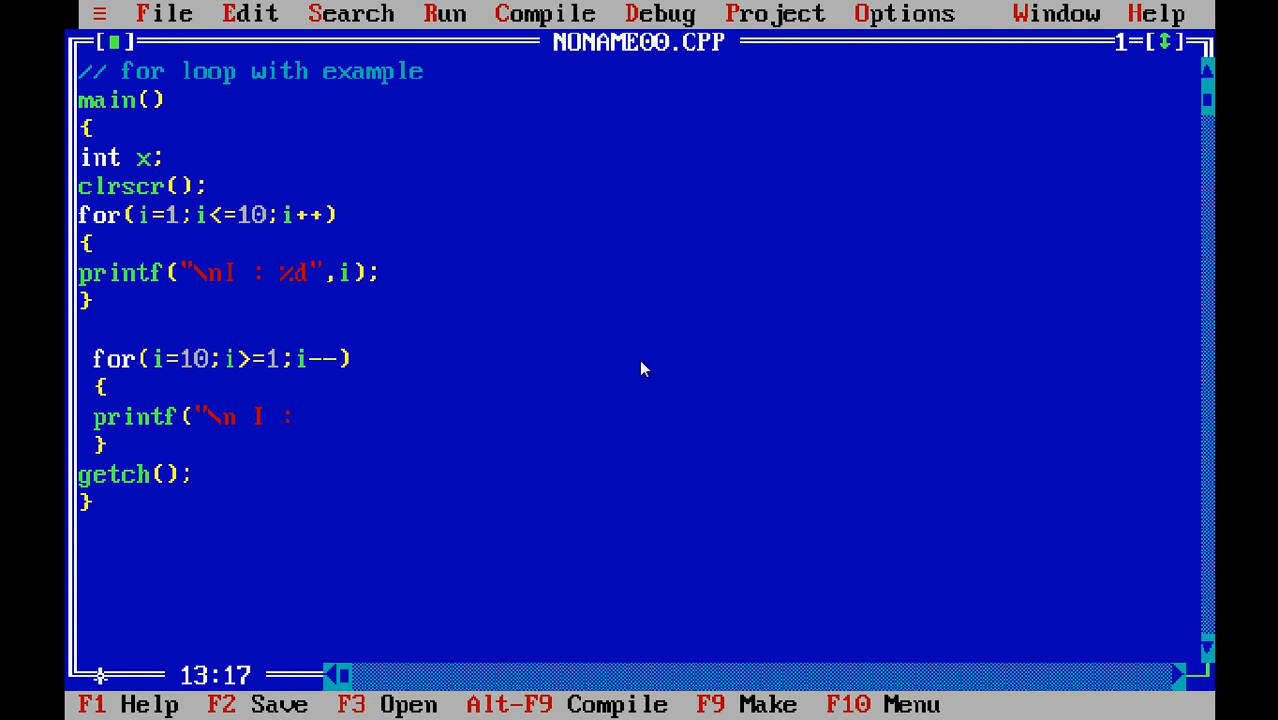 ≡ File Edit Search Run Compile Debug Project Options Window Help
[■] NONAME00.CPP 1=[↕]
// for loop with example
main()
{
int x;
clrscr();
for(i=1;i<=10;i++)
{
printf("\nI : %d",i);
}
for(i=10;i>=1;i--)
{
printf("\n I :
}
getch();
}
13:17
F1 Help F2 Save F3 Open Alt-F9 Compile F9 Make F10 Menu